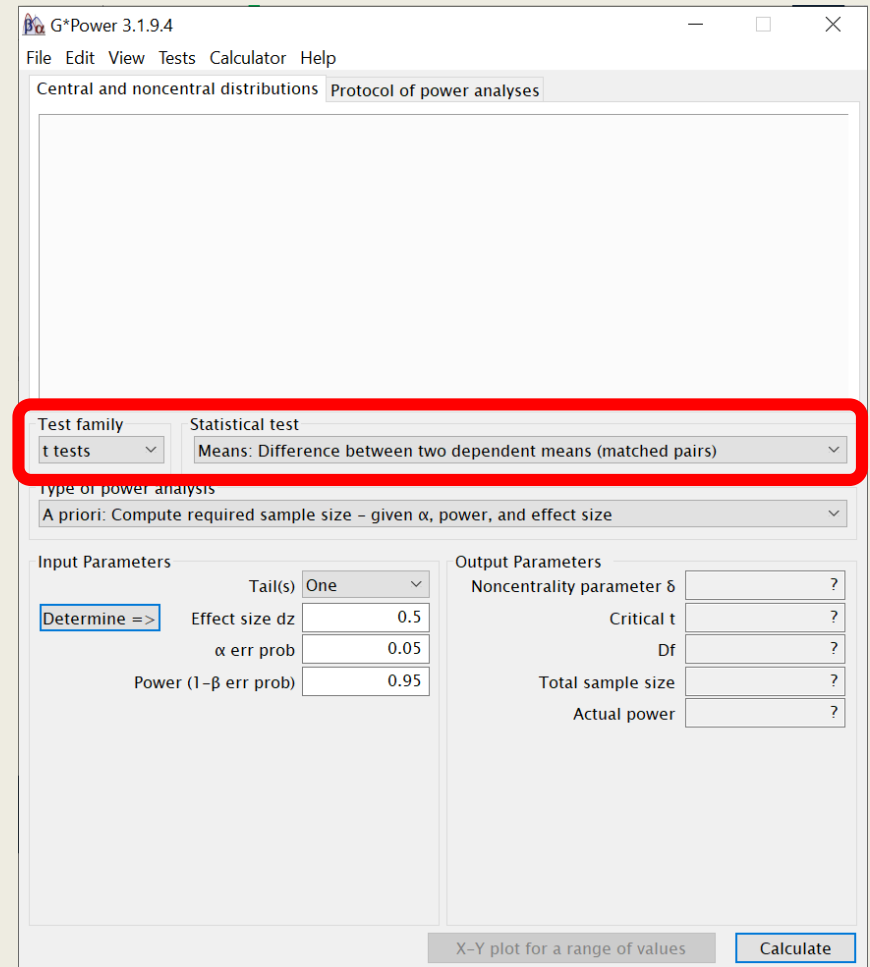 G*Power 3.1.9.4
File Edit View Tests Calculator Help
Central and noncentral distributions Protocol of power analyses
Test family Statistical test
t tests Means: Difference between two dependent means (matched pairs)
Type of power analysis
A priori: Compute required sample size – given α, power, and effect size
Input Parameters Output Parameters
Tail(s) One Noncentrality parameter δ ?
Determine => Effect size dz 0.5 Critical t ?
α err prob 0.05 Df ?
Power (1–β err prob) 0.95 Total sample size ?
Actual power ?
X-Y plot for a range of values Calculate